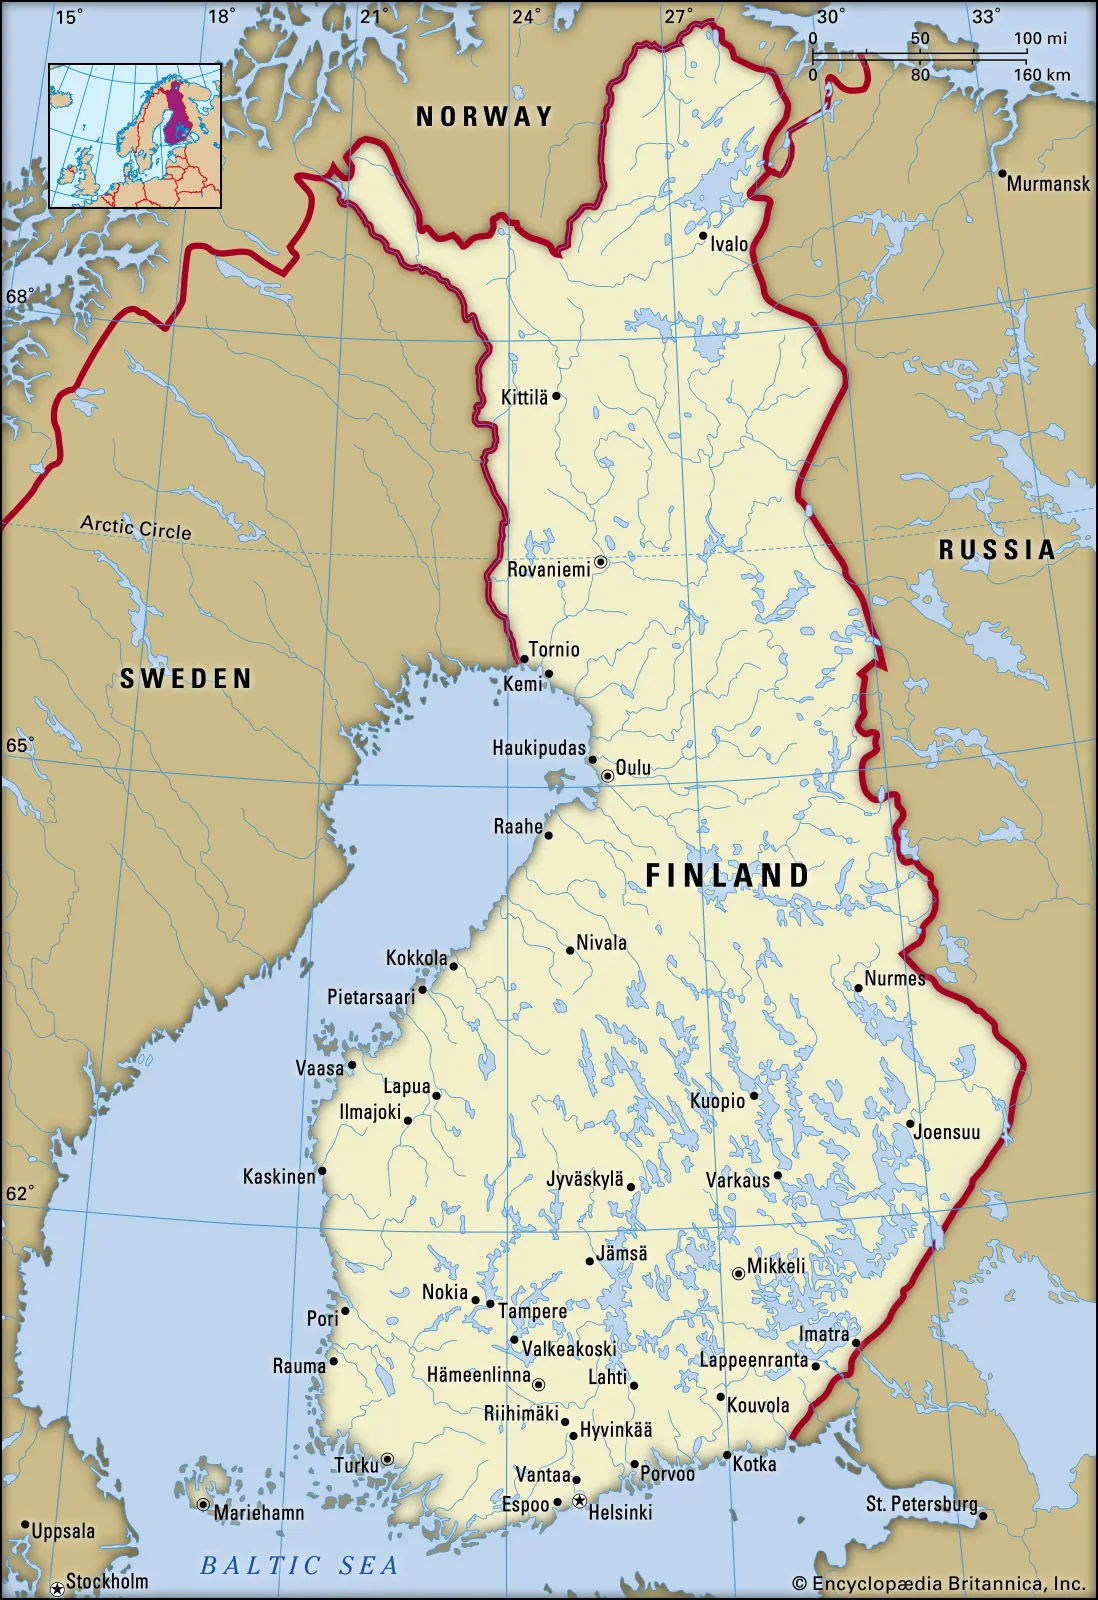 15°
18°
21°
24°
27°
30°
33°
0
50
100 mi
0
80
160 km
NORWAY
Murmansk
Ivalo
68°
Kittilä
Arctic Circle
RUSSIA
Rovaniemi
Tornio
SWEDEN
Kemi
65°
Haukipudas
Oulu
Raahe
FINLAND
Nivala
Kokkola
Nurmes
Pietarsaari
Vaasa
Lapua
Kuopio
Ilmajoki
Joensuu
Kaskinen
Jyväskylä
Varkaus
62°
Jämsä
Mikkeli
Nokia
Tampere
Pori
Imatra
Valkeakoski
Lappeenranta
Rauma
Hämeenlinna
Lahti
Kouvola
Riihimäki
Hyvinkää
Turku
Kotka
Vantaa
Porvoo
Espoo
Helsinki
St. Petersburg
Mariehamn
Uppsala
BALTIC SEA
Stockholm
© Encyclopædia Britannica, Inc.